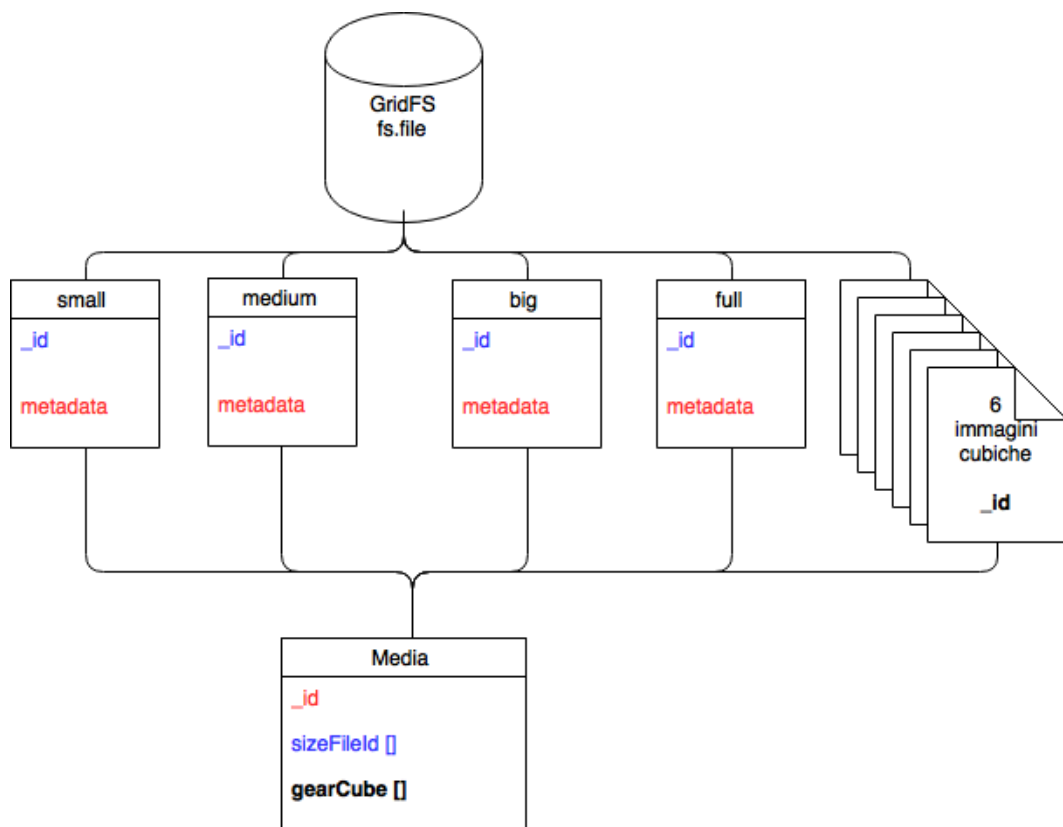 GridFS
fs.file
small
_id
metadata
medium
_id
metadata
big
_id
metadata
full
_id
metadata
6
immagini
cubiche
_id
Media
_id
sizeFileId []
gearCube []